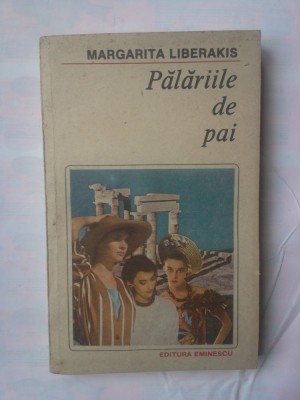 MARGARITA LIBERAKIS
Pălăriile
de
pai
EDITURA EMINESCU